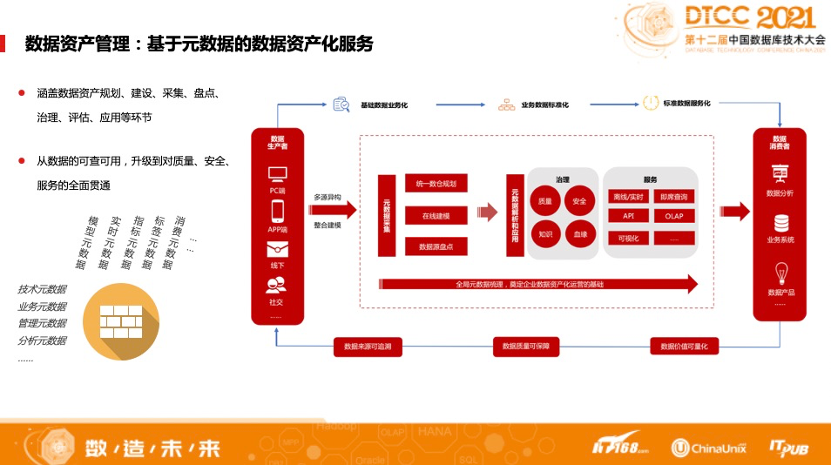 数据资产管理：基于元数据的数据资产化服务
DTCC 2021
第十二届中国数据库技术大会
DATABASE TECHNOLOGY CONFERENCE CHINA 2021
涵盖数据资产规划、建设、采集、盘点、
治理、评估、应用等环节
从数据的可查可用，升级到对质量、安全、
服务的全面贯通
模型元数据
实时元数据
指标元数据
标签元数据
消费元数据
……
技术元数据
业务元数据
管理元数据
分析元数据
……
基础数据业务化
业务数据标准化
标准数据服务化
数据
生产者
PC端
APP端
线下
社交
……
多源异构
整合建模
元数据采集
统一数仓规划
在线建模
数据源盘点
元数据解析和应用
治理
质量
安全
知识
血缘
服务
离线/实时
即席查询
API
OLAP
可视化
……
全局元数据梳理，奠定企业数据资产化运营的基础
数据
消费者
数据分析
业务系统
数据产品
……
数据来源可追溯
数据质量可保障
数据价值可量化
数/造/未/来
Hadoop
OLAP
HANA
Oracle
SQL
IT168.com
ChinaUnix
ITPUB